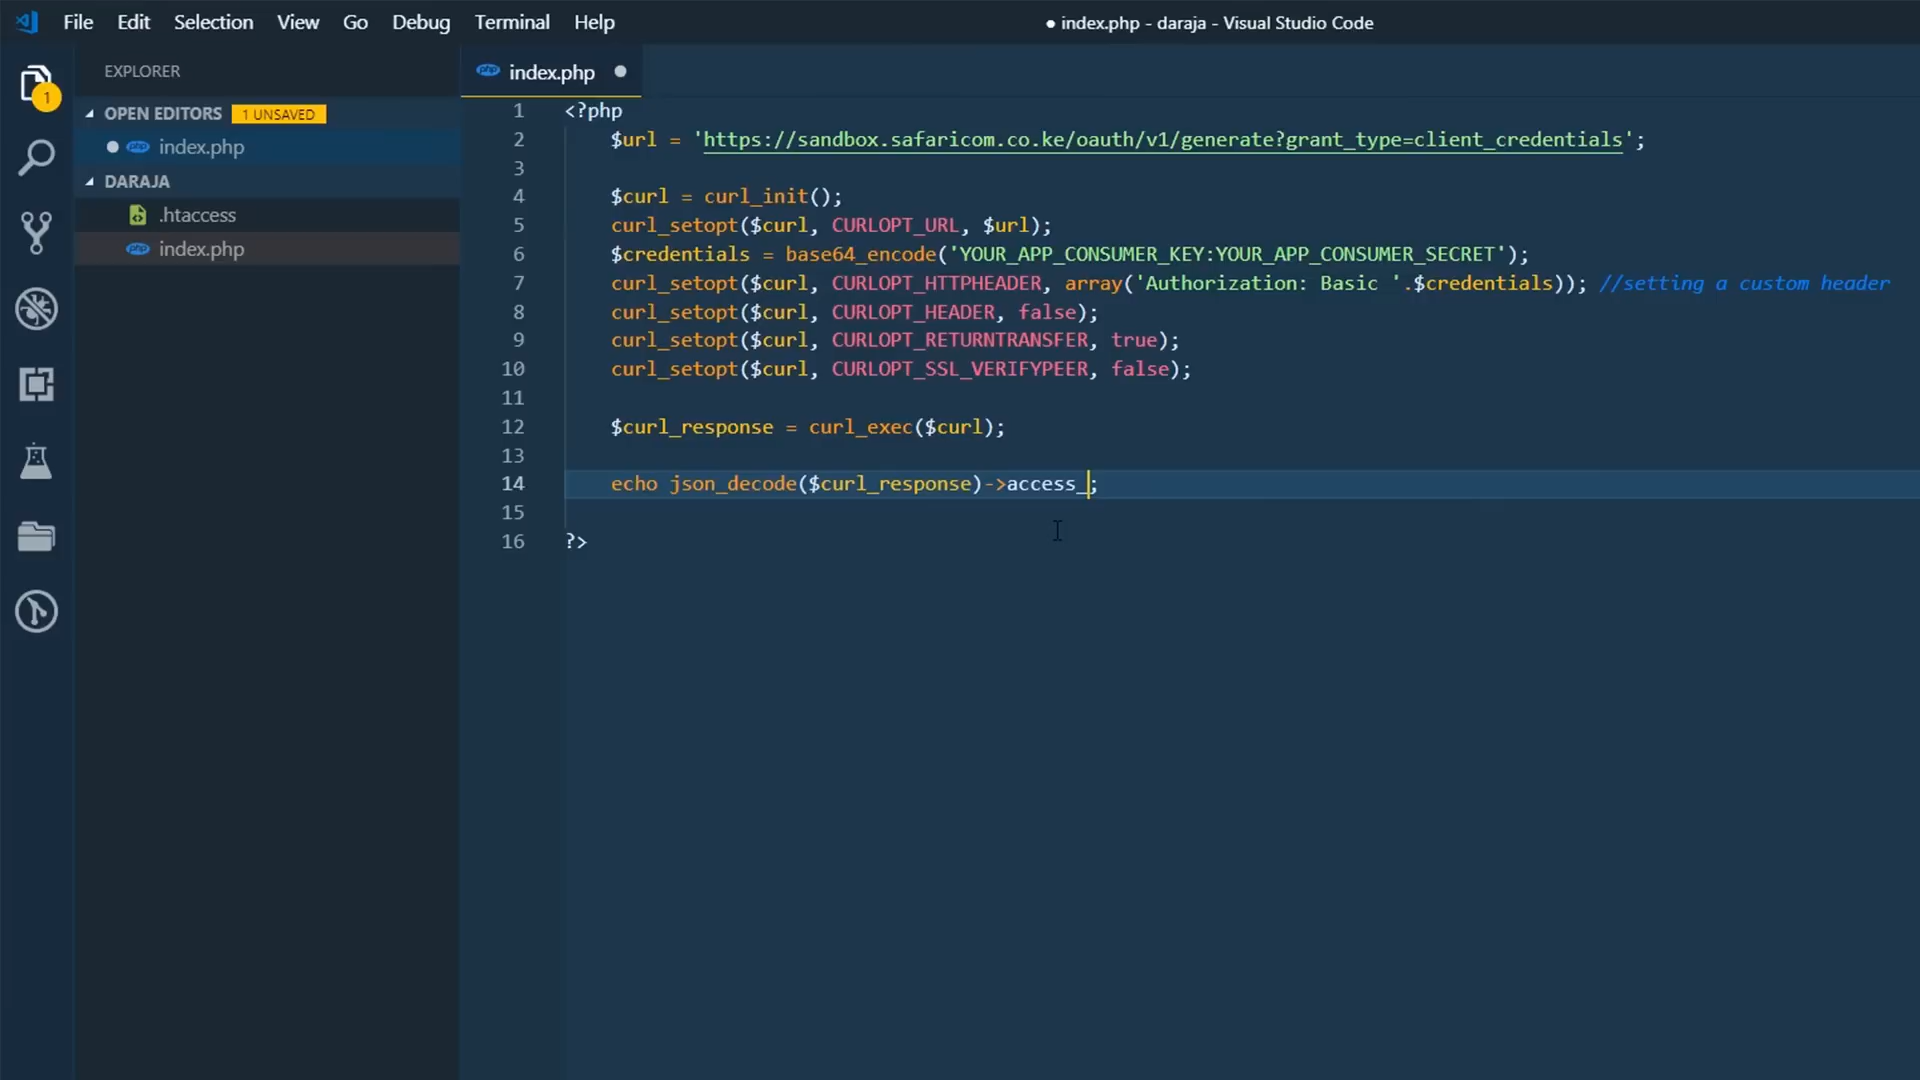 File Edit Selection View Go Debug Terminal Help
● index.php - daraja - Visual Studio Code
EXPLORER
1
OPEN EDITORS 1 UNSAVED
index.php
DARAJA
.htaccess
index.php
php index.php
1 <?php
2 $url = 'https://sandbox.safaricom.co.ke/oauth/v1/generate?grant_type=client_credentials';
3
4 $curl = curl_init();
5 curl_setopt($curl, CURLOPT_URL, $url);
6 $credentials = base64_encode('YOUR_APP_CONSUMER_KEY:YOUR_APP_CONSUMER_SECRET');
7 curl_setopt($curl, CURLOPT_HTTPHEADER, array('Authorization: Basic '.$credentials)); //setting a custom header
8 curl_setopt($curl, CURLOPT_HEADER, false);
9 curl_setopt($curl, CURLOPT_RETURNTRANSFER, true);
10 curl_setopt($curl, CURLOPT_SSL_VERIFYPEER, false);
11
12 $curl_response = curl_exec($curl);
13
14 echo json_decode($curl_response)->access_;
15
16 ?>